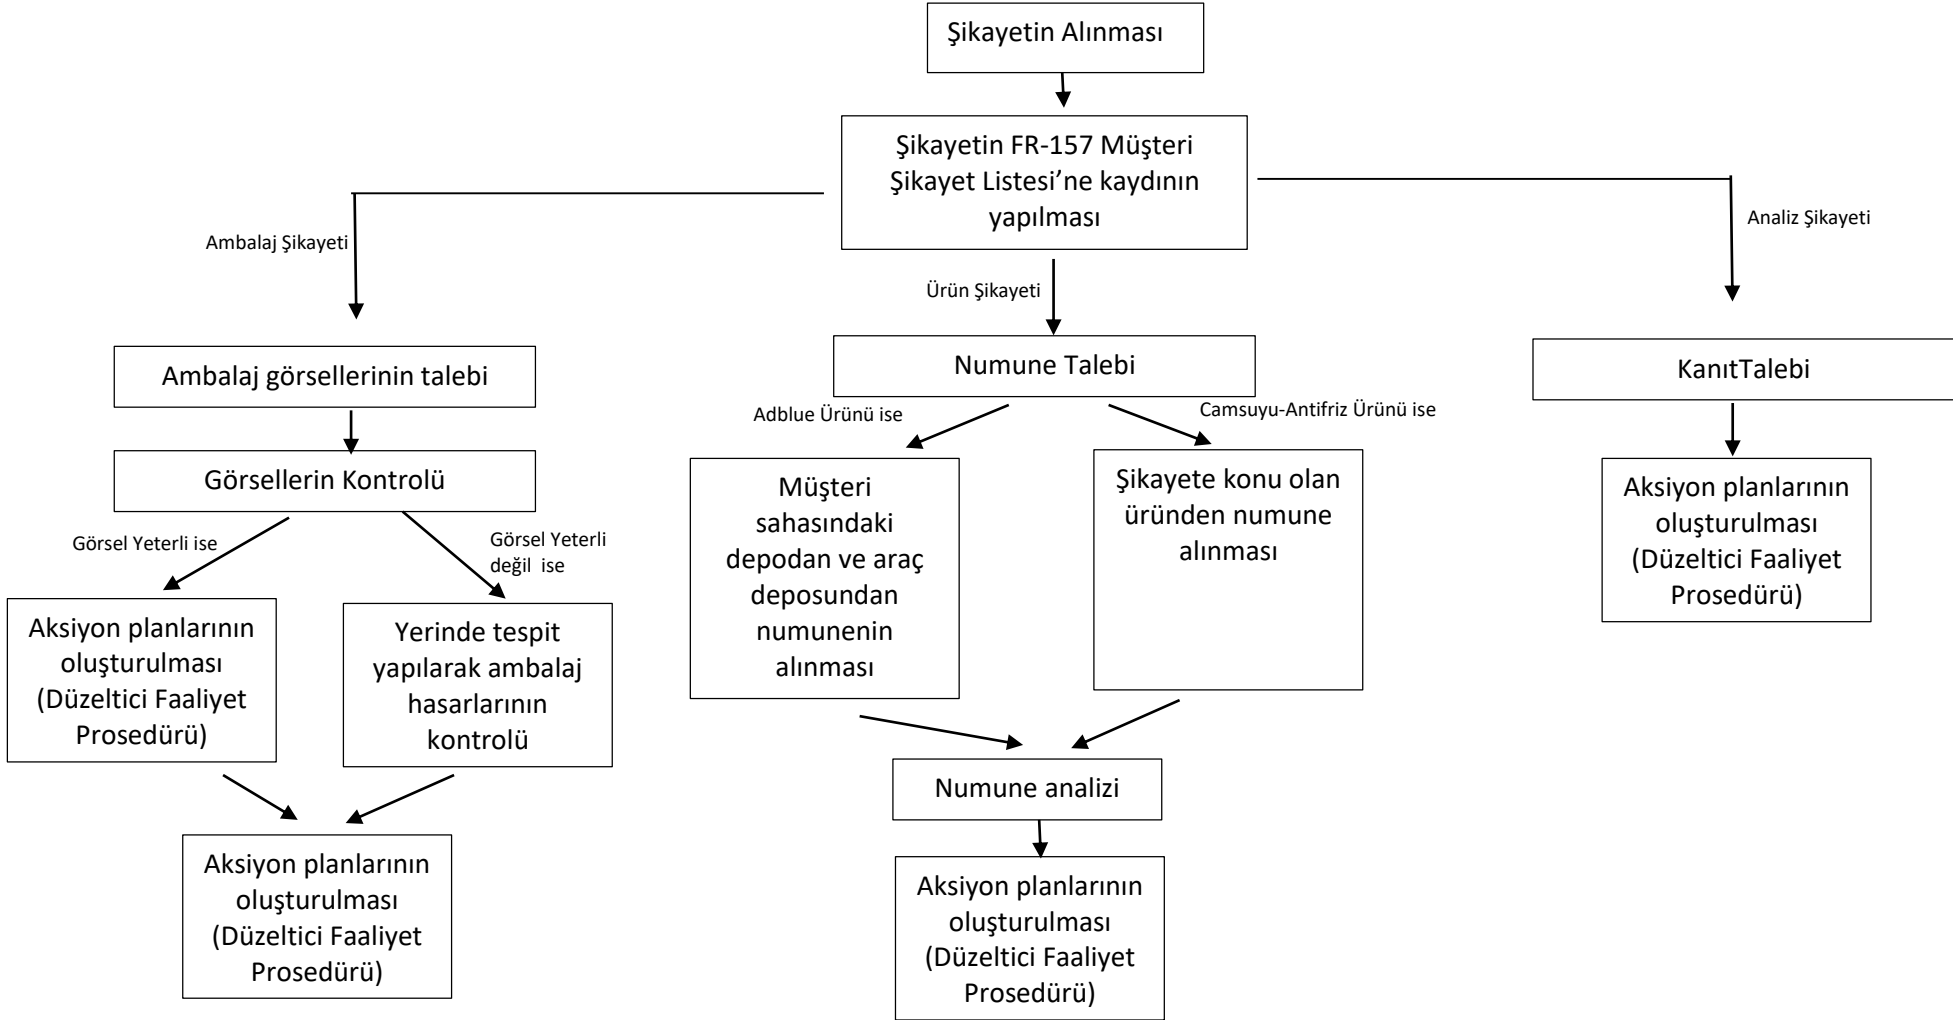 Şikayetin Alınması
Şikayetin FR-157 Müşteri
Şikayet Listesi’ne kaydının
yapılması
Ambalaj Şikayeti
Ürün Şikayeti
Analiz Şikayeti
Ambalaj görsellerinin talebi
Numune Talebi
KanıtTalebi
Adblue Ürünü ise
Camsuyu-Antifriz Ürünü ise
Görsellerin Kontrolü
Görsel Yeterli ise
Görsel Yeterli
değil ise
Müşteri
sahasındaki
depodan ve araç
deposundan
numunenin
alınması
Şikayete konu olan
üründen numune
alınması
Aksiyon planlarının
oluşturulması
(Düzeltici Faaliyet
Prosedürü)
Aksiyon planlarının
oluşturulması
(Düzeltici Faaliyet
Prosedürü)
Yerinde tespit
yapılarak ambalaj
hasarlarının
kontrolü
Numune analizi
Aksiyon planlarının
oluşturulması
(Düzeltici Faaliyet
Prosedürü)
Aksiyon planlarının
oluşturulması
(Düzeltici Faaliyet
Prosedürü)